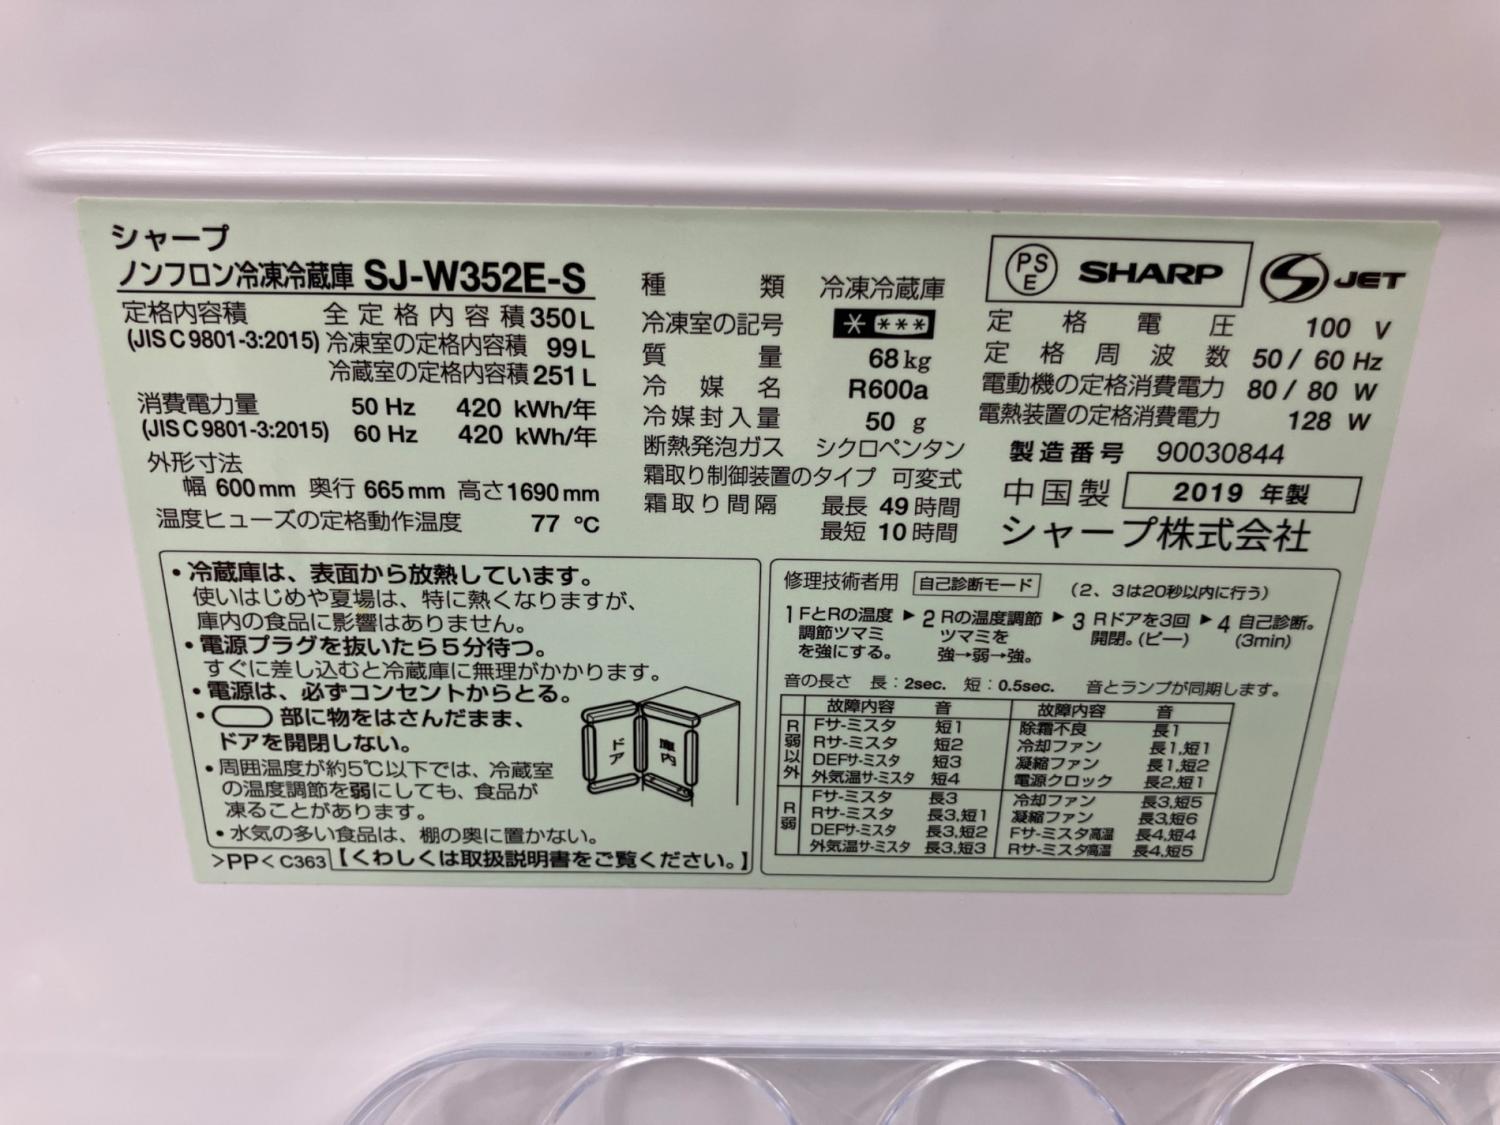 シャープ
ノンフロン冷凍冷蔵庫 SJ-W352E-S
定格内容積 全定格内容積 350L
(JIS C 9801-3:2015) 冷凍室の定格内容積 99L
冷蔵室の定格内容積 251L
消費電力量 50 Hz 420 kWh/年
(JIS C 9801-3:2015) 60 Hz 420 kWh/年
外形寸法
幅 600mm 奥行 665mm 高さ1690mm
温度ヒューズの定格動作温度 77 ℃
種類 冷凍冷蔵庫
冷凍室の記号 * ***
質量 68kg
冷媒名 R600a
冷媒封入量 50 g
断熱発泡ガス シクロペンタン
霜取り制御装置のタイプ 可変式
霜取り間隔 最長 49時間
最短 10時間
PSE SHARP JET
定格電圧 100 V
定格周波数 50 / 60 Hz
電動機の定格消費電力 80 / 80 W
電熱装置の定格消費電力 128 W
製造番号 90030844
中国製 2019 年製
シャープ株式会社
・冷蔵庫は、表面から放熱しています。
使いはじめや夏場は、特に熱くなりますが、
庫内の食品に影響はありません。
・電源プラグを抜いたら5分待つ。
すぐに差し込むと冷蔵庫に無理がかかります。
・電源は、必ずコンセントからとる。
・部に物をはさんだまま、
ドアを開閉しない。
・周囲温度が約5℃以下では、冷蔵室
の温度調節を弱にしても、食品が
凍ることがあります。
・水気の多い食品は、棚の奥に置かない。
ドア 庫内
>PP< C363 【くわしくは取扱説明書をご覧ください。】
修理技術者用 自己診断モード (2、3は20秒以内に行う)
1 FとRの温度調節ツマミを強にする。 ▶ 2 Rの温度調節ツマミを強→弱→強。 ▶ 3 Rドアを3回開閉。(ピー) ▶ 4 自己診断。(3min)
音の長さ 長：2sec. 短：0.5sec. 音とランプが同期します。
故障内容 音 故障内容 音
R弱以外 Fサ-ミスタ 短1 除霜不良 長1
Rサ-ミスタ 短2 冷却ファン 長1,短1
DEFサ-ミスタ 短3 凝縮ファン 長1,短2
外気温サ-ミスタ 短4 電源クロック 長2,短1
R弱 Fサ-ミスタ 長3 冷却ファン 長3,短5
Rサ-ミスタ 長3,短1 凝縮ファン 長3,短6
DEFサ-ミスタ 長3,短2 Fサ-ミスタ高温 長4,短4
外気温サ-ミスタ 長3,短3 Rサ-ミスタ高温 長4,短5